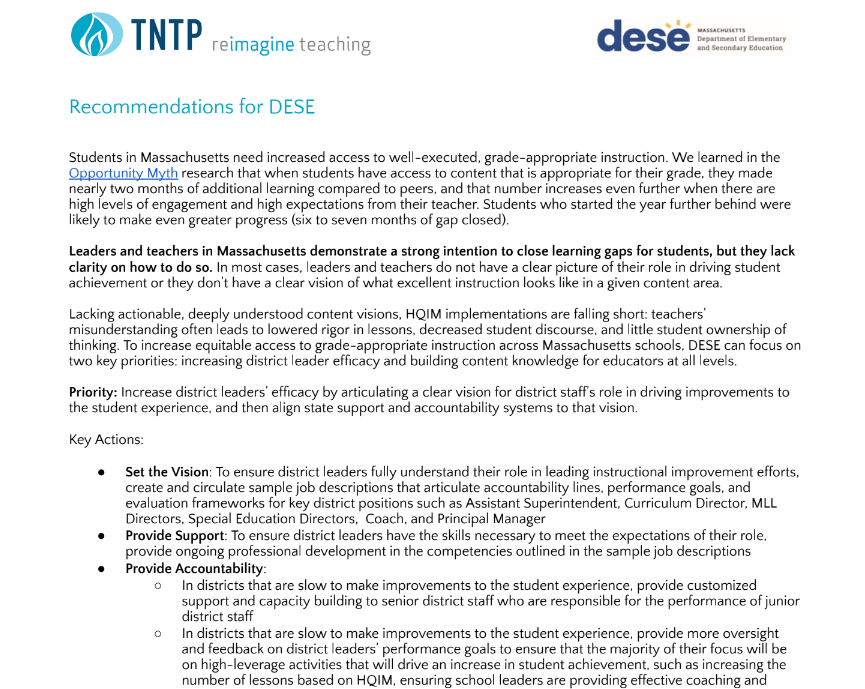 TNTP reimagine teaching
dese MASSACHUSETTS
Department of Elementary
and Secondary Education
Recommendations for DESE
Students in Massachusetts need increased access to well-executed, grade-appropriate instruction. We learned in the
Opportunity Myth research that when students have access to content that is appropriate for their grade, they made
nearly two months of additional learning compared to peers, and that number increases even further when there are
high levels of engagement and high expectations from their teacher. Students who started the year further behind were
likely to make even greater progress (six to seven months of gap closed).
Leaders and teachers in Massachusetts demonstrate a strong intention to close learning gaps for students, but they lack
clarity on how to do so. In most cases, leaders and teachers do not have a clear picture of their role in driving student
achievement or they don't have a clear vision of what excellent instruction looks like in a given content area.
Lacking actionable, deeply understood content visions, HQIM implementations are falling short: teachers'
misunderstanding often leads to lowered rigor in lessons, decreased student discourse, and little student ownership of
thinking. To increase equitable access to grade-appropriate instruction across Massachusetts schools, DESE can focus on
two key priorities: increasing district leader efficacy and building content knowledge for educators at all levels.
Priority: Increase district leaders' efficacy by articulating a clear vision for district staff's role in driving improvements to
the student experience, and then align state support and accountability systems to that vision.
Key Actions:
● Set the Vision: To ensure district leaders fully understand their role in leading instructional improvement efforts,
create and circulate sample job descriptions that articulate accountability lines, performance goals, and
evaluation frameworks for key district positions such as Assistant Superintendent, Curriculum Director, MLL
Directors, Special Education Directors, Coach, and Principal Manager
● Provide Support: To ensure district leaders have the skills necessary to meet the expectations of their role,
provide ongoing professional development in the competencies outlined in the sample job descriptions
● Provide Accountability:
○ In districts that are slow to make improvements to the student experience, provide customized
support and capacity building to senior district staff who are responsible for the performance of junior
district staff
○ In districts that are slow to make improvements to the student experience, provide more oversight
and feedback on district leaders' performance goals to ensure that the majority of their focus will be
on high-leverage activities that will drive an increase in student achievement, such as increasing the
number of lessons based on HQIM, ensuring school leaders are providing effective coaching and